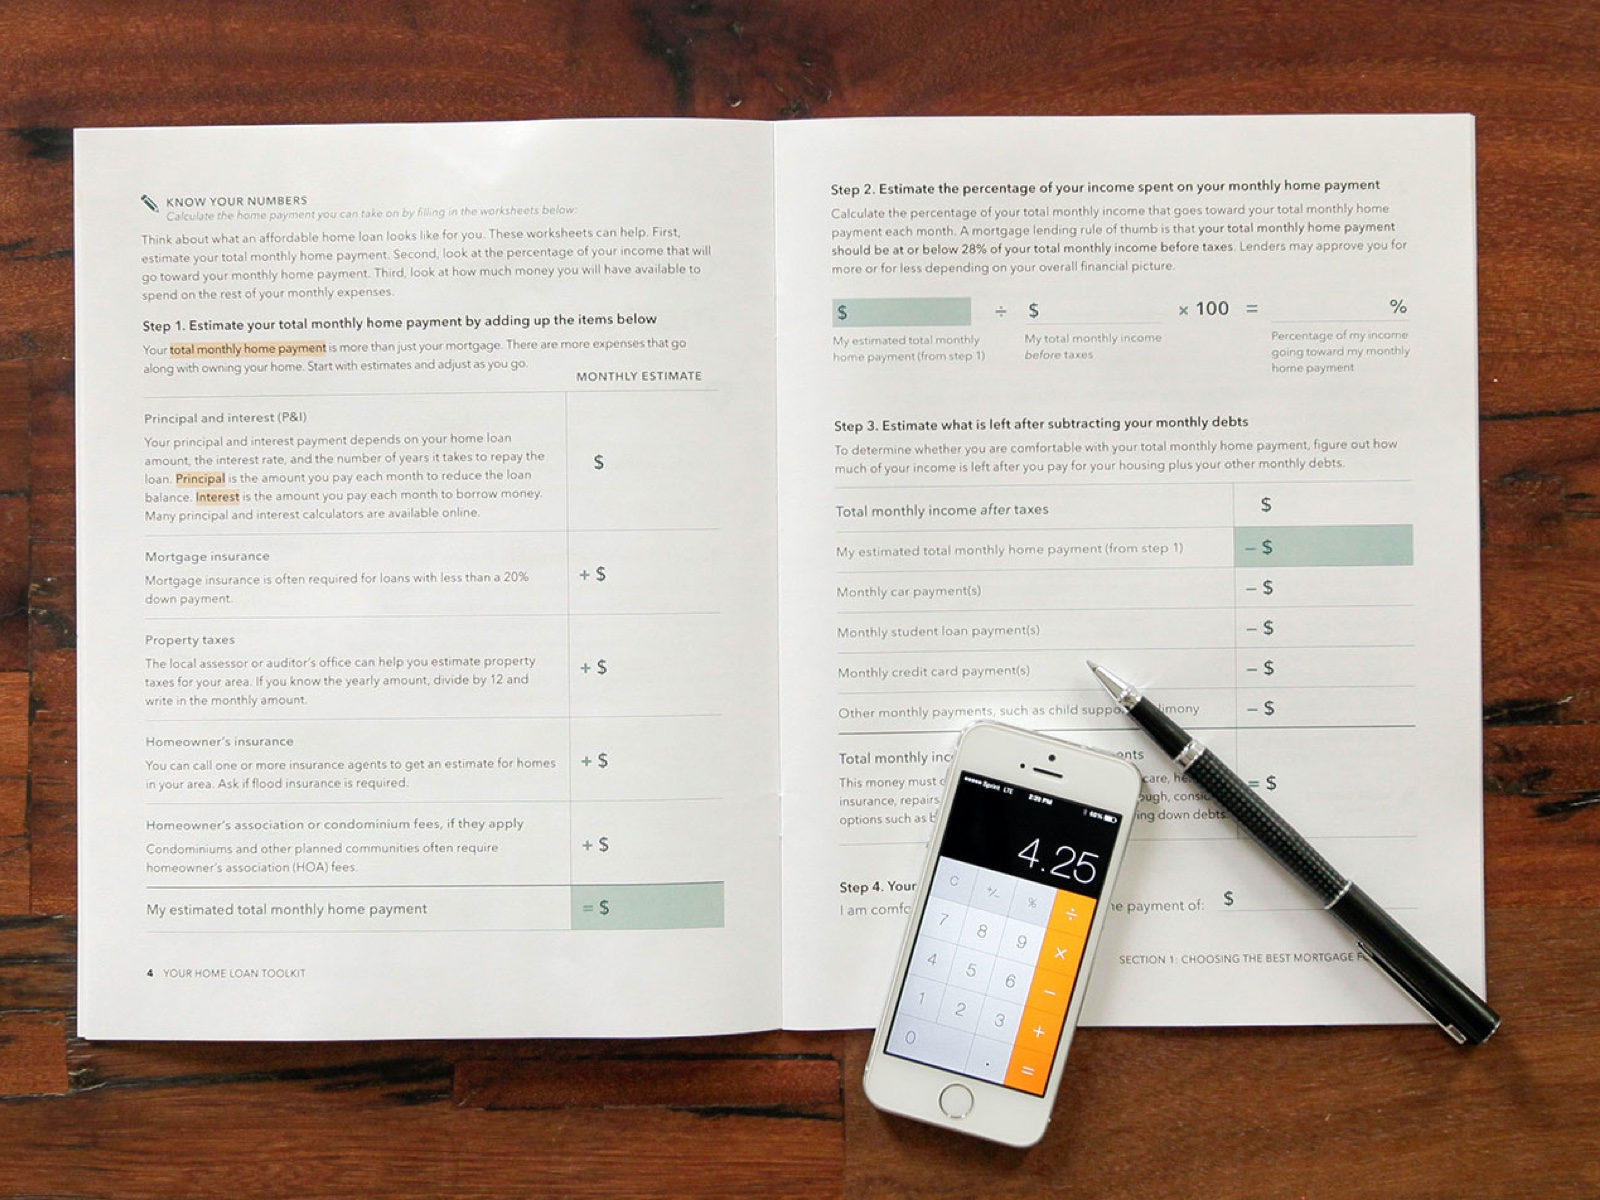 KNOW YOUR NUMBERS
Calculate the home payment you can take on by filling in the worksheets below:
Think about what an affordable home loan looks like for you. These worksheets can help. First,
estimate your total monthly home payment. Second, look at the percentage of your income that will
go toward your monthly home payment. Third, look at how much money you will have available to
spend on the rest of your monthly expenses.
Step 1. Estimate your total monthly home payment by adding up the items below
Your total monthly home payment is more than just your mortgage. There are more expenses that go
along with owning your home. Start with estimates and adjust as you go.
MONTHLY ESTIMATE
Principal and interest (P&I)
Your principal and interest payment depends on your home loan
amount, the interest rate, and the number of years it takes to repay the
loan. Principal is the amount you pay each month to reduce the loan
balance. Interest is the amount you pay each month to borrow money.
Many principal and interest calculators are available online.
$
Mortgage insurance
Mortgage insurance is often required for loans with less than a 20%
down payment.
+ $
Property taxes
The local assessor or auditor's office can help you estimate property
taxes for your area. If you know the yearly amount, divide by 12 and
write in the monthly amount.
+ $
Homeowner's insurance
You can call one or more insurance agents to get an estimate for homes
in your area. Ask if flood insurance is required.
+ $
Homeowner's association or condominium fees, if they apply
Condominiums and other planned communities often require
homeowner's association (HOA) fees.
+ $
My estimated total monthly home payment
= $
4 YOUR HOME LOAN TOOLKIT
Step 2. Estimate the percentage of your income spent on your monthly home payment
Calculate the percentage of your total monthly income that goes toward your total monthly home
payment each month. A mortgage lending rule of thumb is that your total monthly home payment
should be at or below 28% of your total monthly income before taxes. Lenders may approve you for
more or for less depending on your overall financial picture.
$ ÷ $ × 100 = %
My estimated total monthly
home payment (from step 1)
My total monthly income
before taxes
Percentage of my income
going toward my monthly
home payment
Step 3. Estimate what is left after subtracting your monthly debts
To determine whether you are comfortable with your total monthly home payment, figure out how
much of your income is left after you pay for your housing plus your other monthly debts.
Total monthly income after taxes $
My estimated total monthly home payment (from step 1) – $
Monthly car payment(s) – $
Monthly student loan payment(s) – $
Monthly credit card payment(s) – $
Other monthly payments, such as child suppo imony – $
Total monthly inc ents
This money must care, he
insurance, repairs ough, consi
options such as b ing down debts.
= $
Step 4. Your
I am comfo e payment of: $
SECTION 1: CHOOSING THE BEST MORTGAGE F
Sprint LTE 2:25 PM
4.25
C +/- % ÷
7 8 9 ×
4 5 6 −
1 2 3 +
0 . =